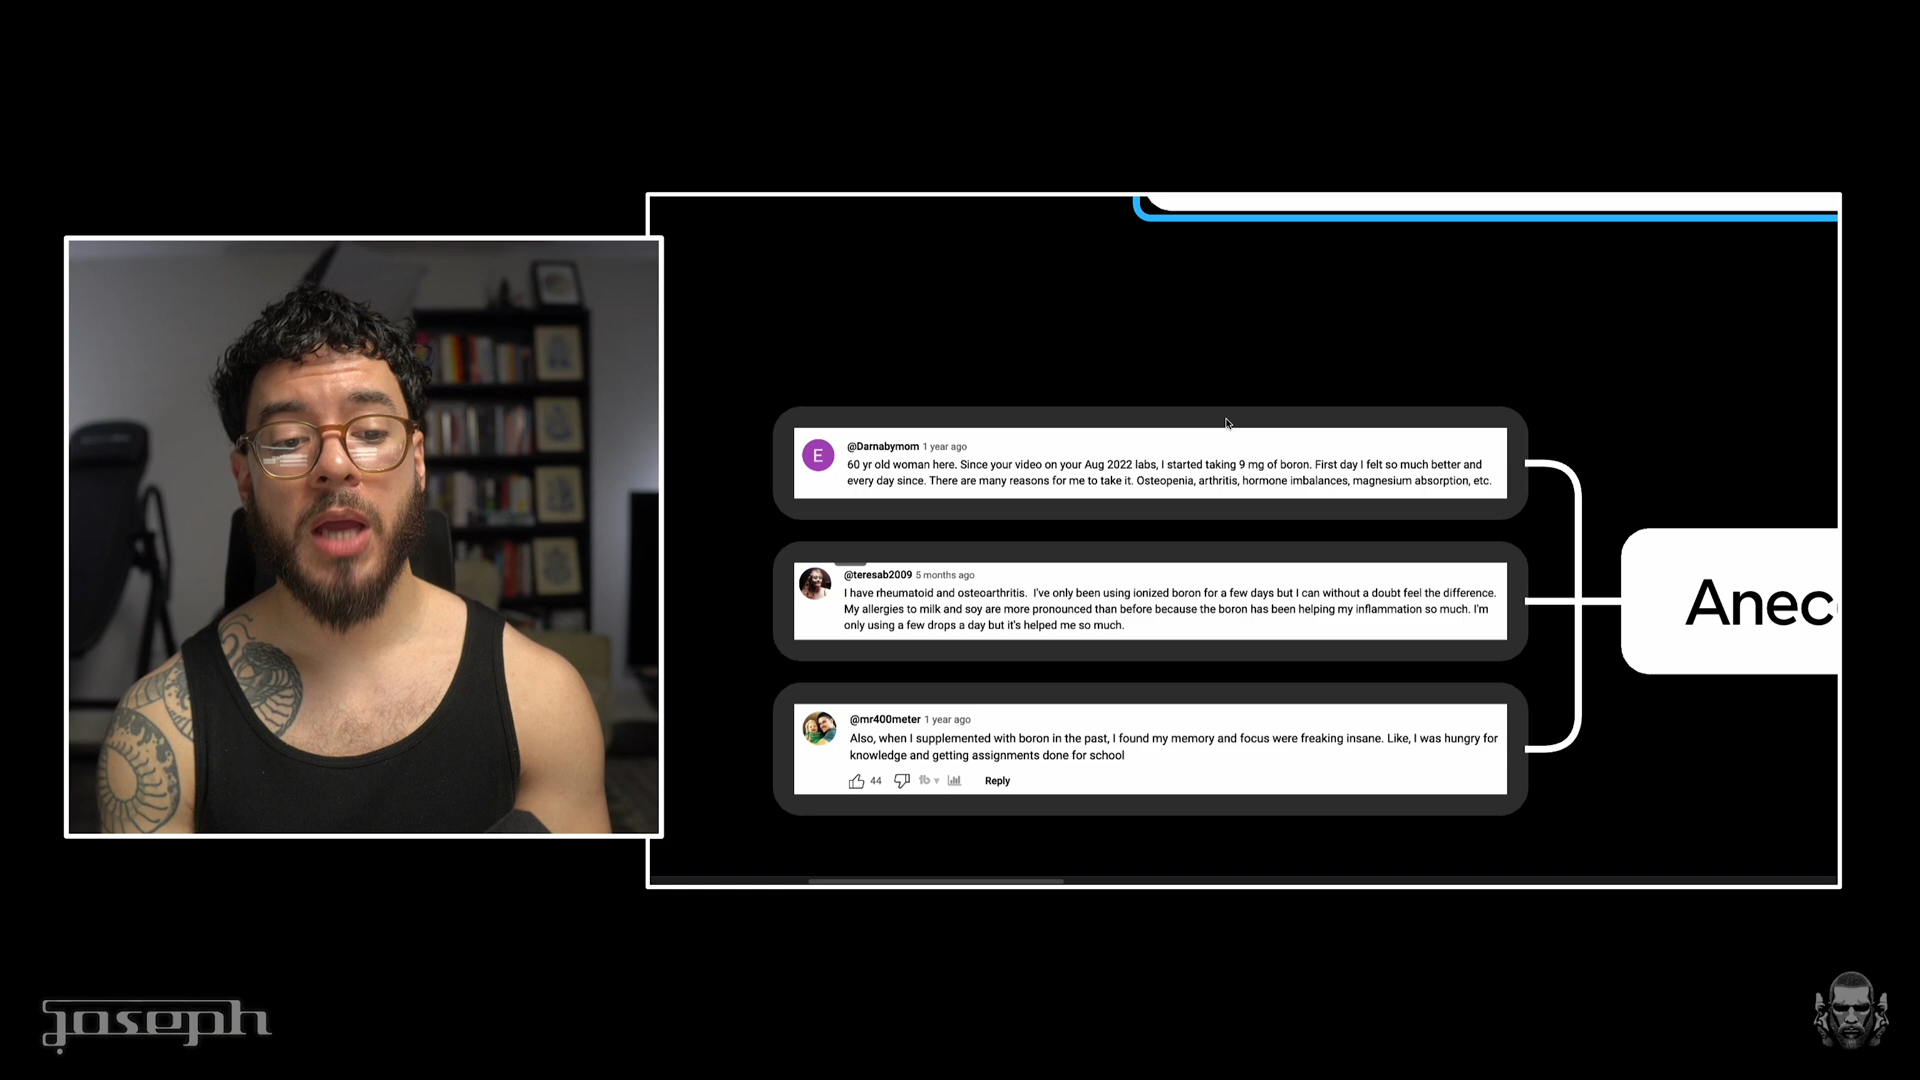 @Darnabymom 1 year ago
E
60 yr old woman here. Since your video on your Aug 2022 labs, I started taking 9 mg of boron. First day I felt so much better and
every day since. There are many reasons for me to take it. Osteopenia, arthritis, hormone imbalances, magnesium absorption, etc.
@teresab2009 5 months ago
I have rheumatoid and osteoarthritis. I've only been using ionized boron for a few days but I can without a doubt feel the difference.
My allergies to milk and soy are more pronounced than before because the boron has been helping my inflammation so much. I'm
only using a few drops a day but it's helped me so much.
Anec
@mr400meter 1 year ago
Also, when I supplemented with boron in the past, I found my memory and focus were freaking insane. Like, I was hungry for
knowledge and getting assignments done for school
44 tb Reply
joseph